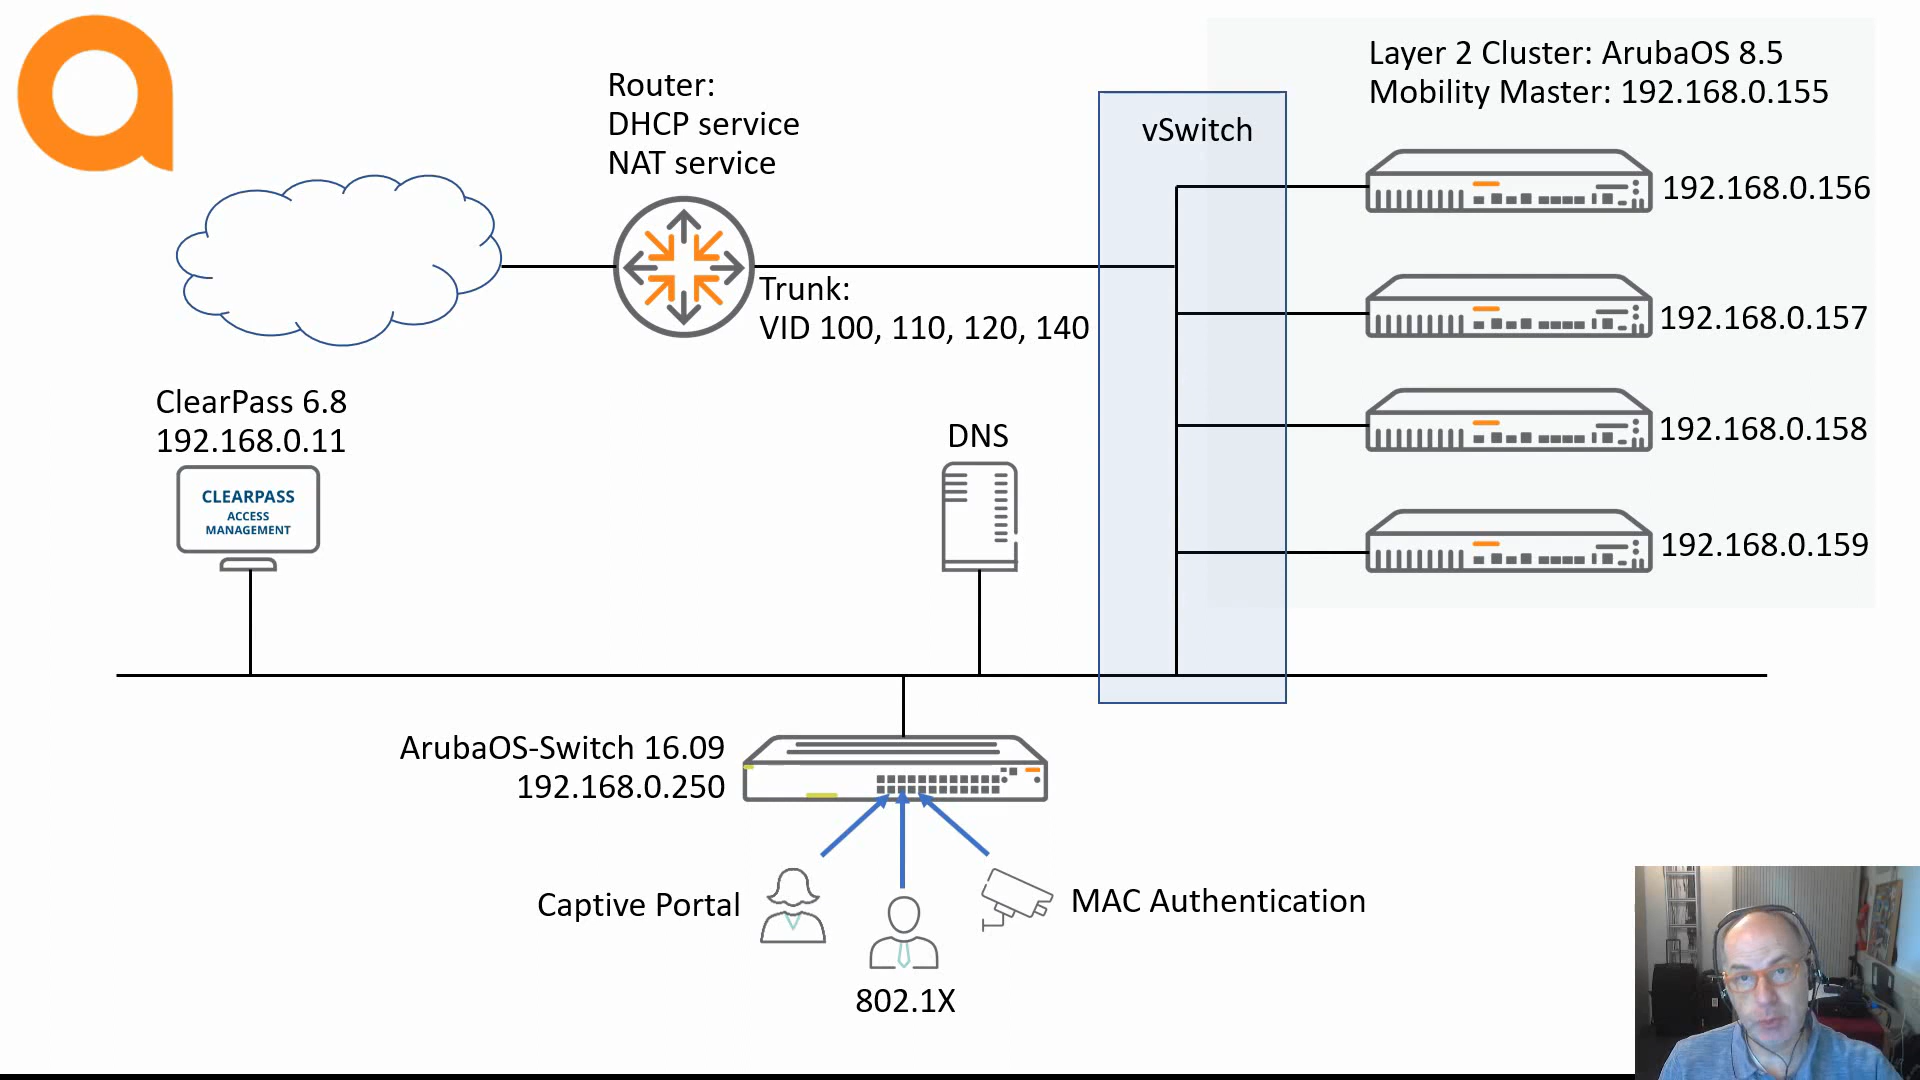 Layer 2 Cluster: ArubaOS 8.5
Mobility Master: 192.168.0.155
Router:
DHCP service
NAT service
vSwitch
192.168.0.156
Trunk:
VID 100, 110, 120, 140
192.168.0.157
ClearPass 6.8
192.168.0.11
CLEARPASS
ACCESS
MANAGEMENT
DNS
192.168.0.158
192.168.0.159
ArubaOS-Switch 16.09
192.168.0.250
Captive Portal
MAC Authentication
802.1X